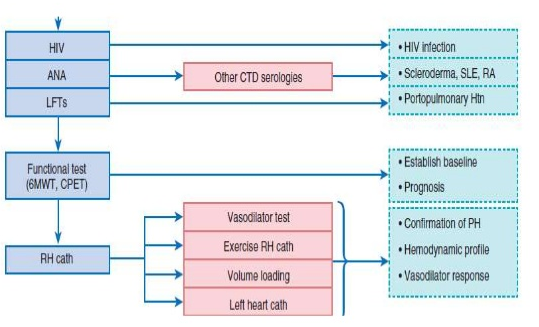 HIV
• HIV infection
ANA
Other CTD serologies
• Scleroderma, SLE, RA
LFTs
• Portopulmonary Htn
Functional test
(6MWT, CPET)
• Establish baseline
• Prognosis
RH cath
Vasodilator test
Exercise RH cath
Volume loading
Left heart cath
• Confirmation of PH
• Hemodynamic profile
• Vasodilator response